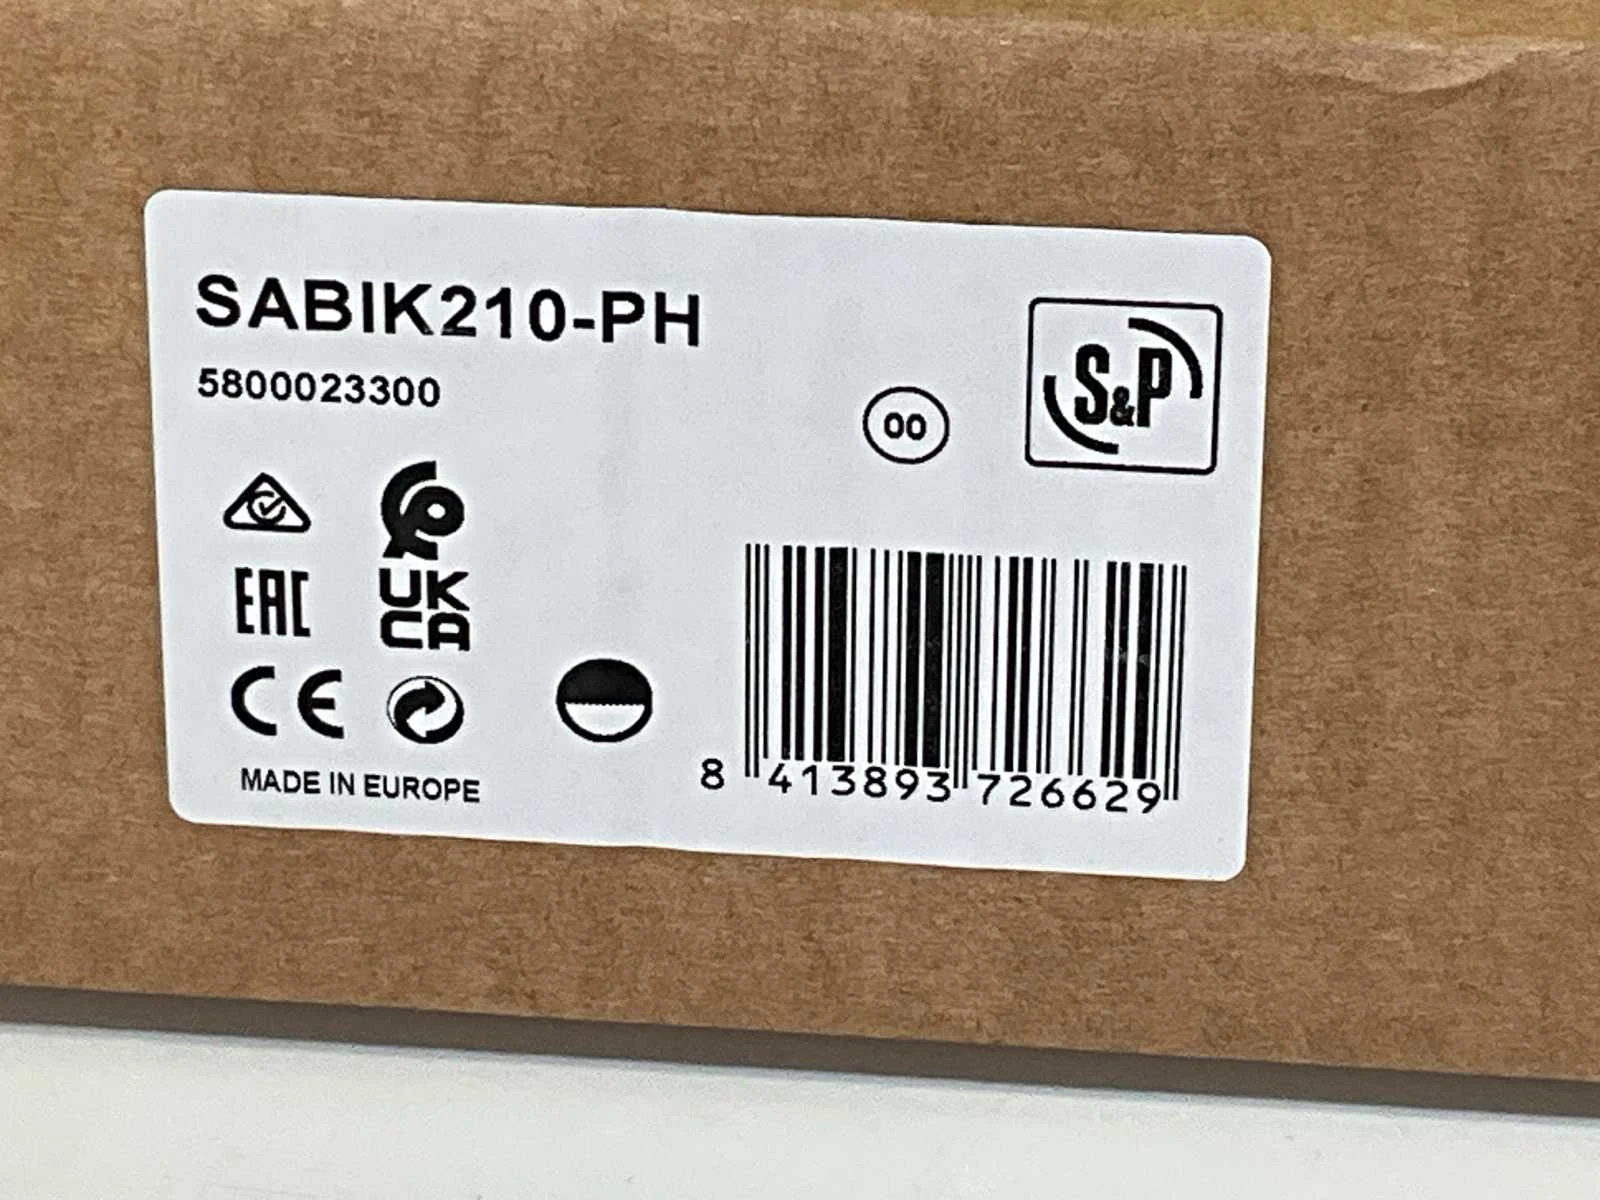 SABIK210-PH
5800023300
00
S&P
EAC
UK
CA
CE
MADE IN EUROPE
8 413893 726629